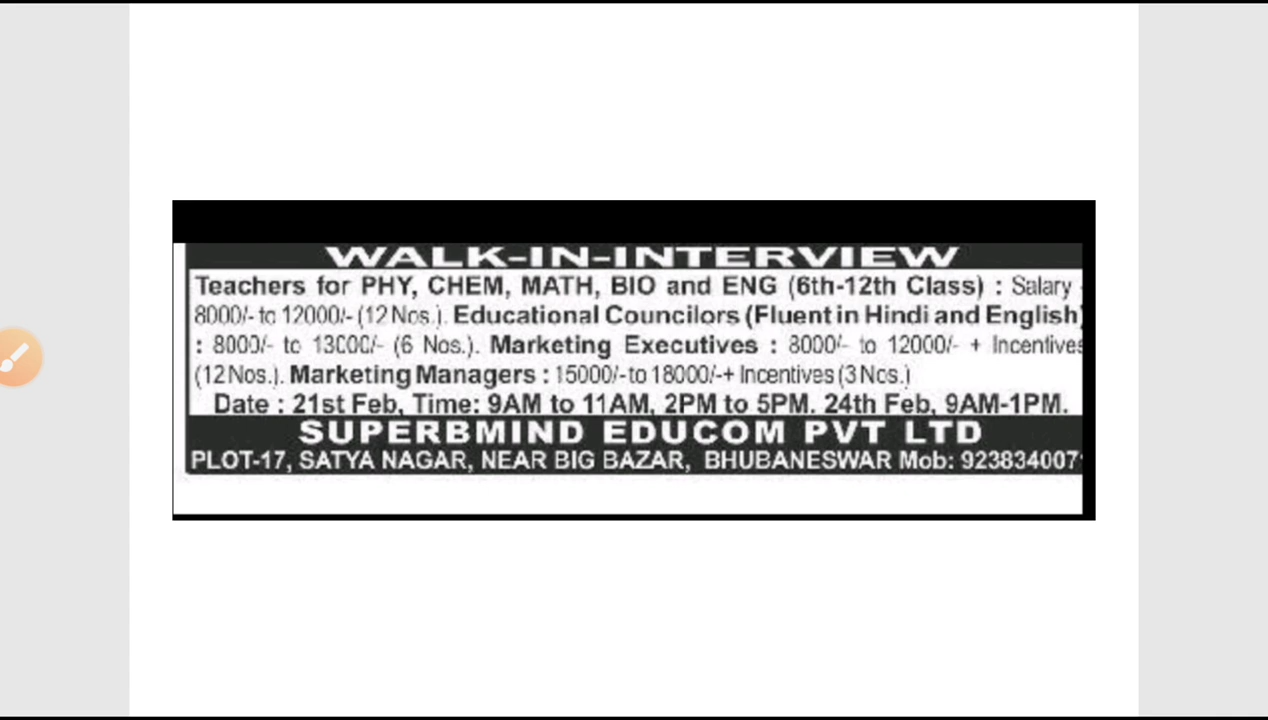 WALK-IN-INTERVIEW
Teachers for PHY, CHEM, MATH, BIO and ENG (6th-12th Class) : Salary -
8000/- to 12000/- (12 Nos.). Educational Councilors (Fluent in Hindi and English)
: 8000/- to 13000/- (6 Nos.). Marketing Executives : 8000/- to 12000/- + Incentives
(12 Nos.). Marketing Managers : 15000/- to 18000/-+ Incentives (3 Nos.)
Date : 21st Feb, Time: 9AM to 11AM, 2PM to 5PM. 24th Feb, 9AM-1PM.
SUPERBMIND EDUCOM PVT LTD
PLOT-17, SATYA NAGAR, NEAR BIG BAZAR, BHUBANESWAR Mob: